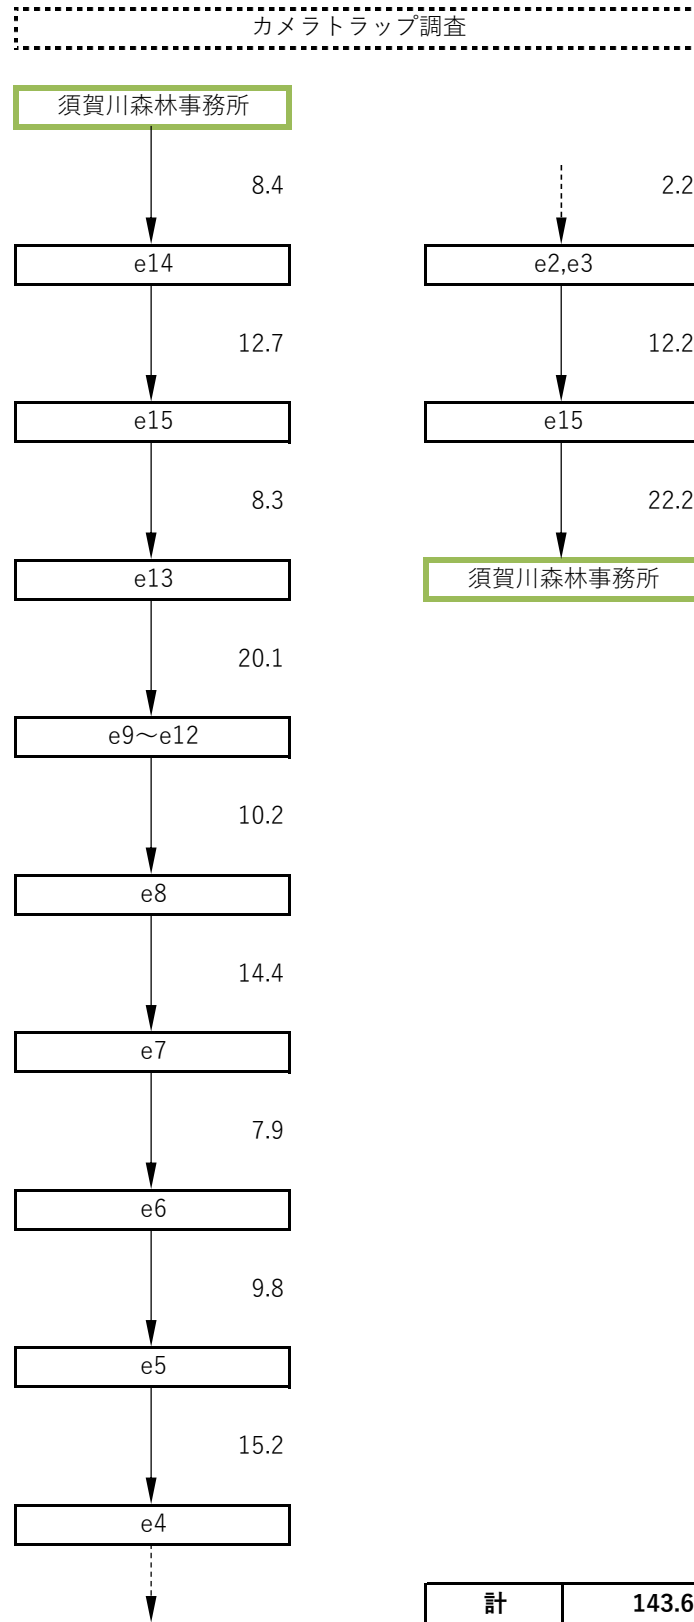 カメラトラップ調査
須賀川森林事務所
8.4
e14
12.7
e15
8.3
e13
20.1
e9～e12
10.2
e8
14.4
e7
7.9
e6
9.8
e5
15.2
e4
2.2
e2,e3
12.2
e15
22.2
須賀川森林事務所
計 143.6